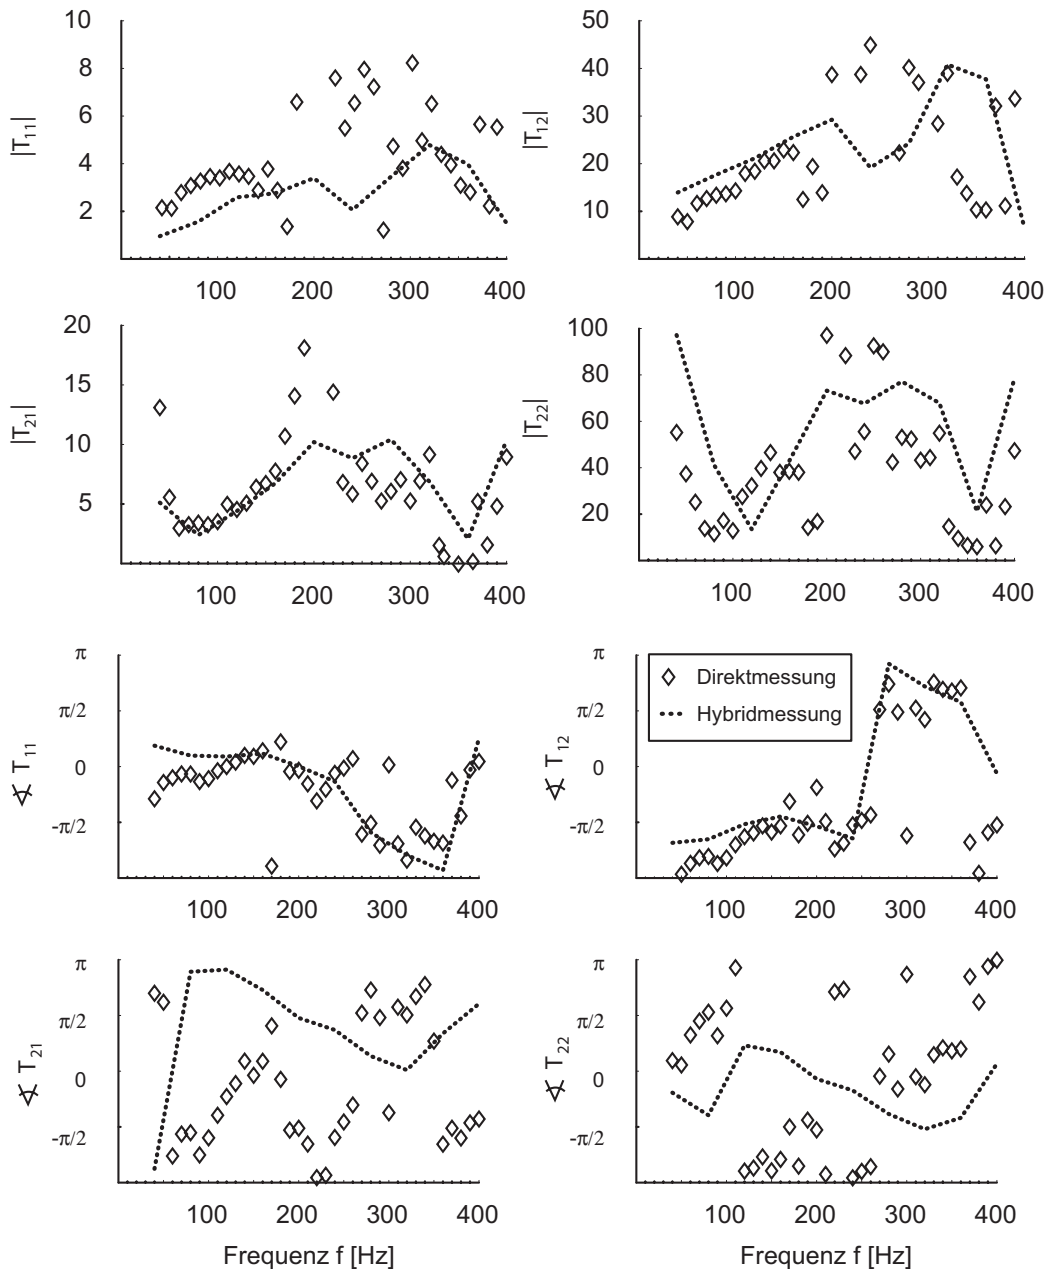 10
8
6
4
2
|T11|
100 200 300 400
50
40
30
20
10
|T12|
100 200 300 400
20
15
10
5
|T21|
100 200 300 400
100
80
60
40
20
|T22|
100 200 300 400
π
π/2
0
-π/2
∢ T11
100 200 300 400
π
π/2
0
-π/2
∢ T12
Direktmessung
Hybridmessung
100 200 300 400
π
π/2
0
-π/2
∢ T21
100 200 300 400
Frequenz f [Hz]
π
π/2
0
-π/2
∢ T22
100 200 300 400
Frequenz f [Hz]